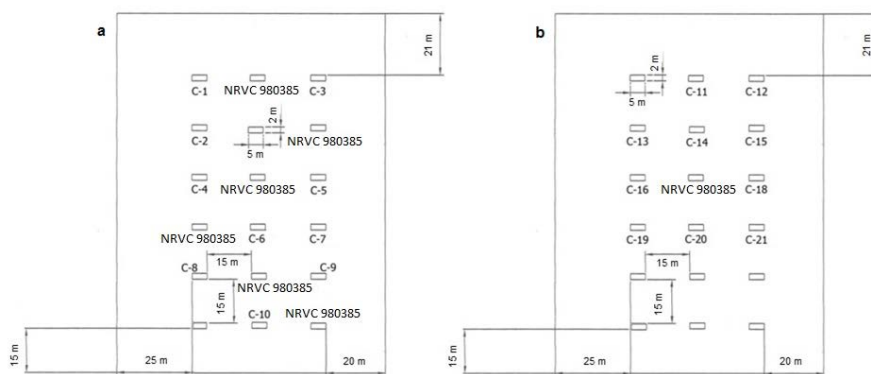 a
21 m
C-1 NRVC 980385 C-3
2 m
C-2 NRVC 980385
5 m
NRVC 980385
C-4 C-5
NRVC 980385 C-6 C-7
15 m
C-8 C-9
NRVC 980385
15 m
C-10 NRVC 980385
15 m
25 m 20 m
b
21 m
2 m
5 m C-11 C-12
C-13 C-14 C-15
C-16 NRVC 980385 C-18
C-19 C-20 C-21
15 m
15 m
15 m
25 m 20 m